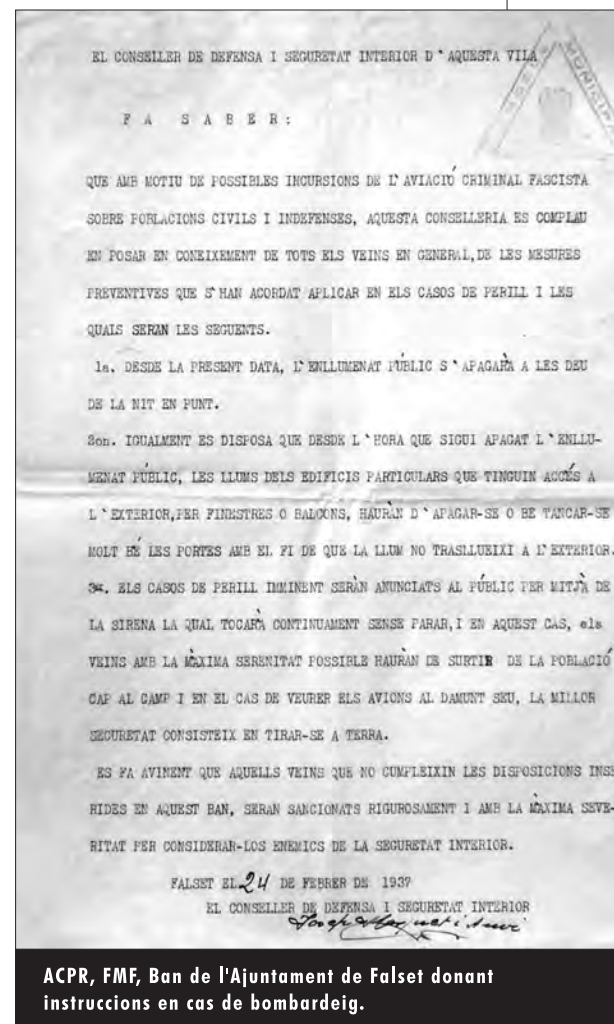 EL CONSELLER DE DEFENSA I SEGURETAT INTERIOR D'AQUESTA VILA
MUNICIPAL
F A  S A B E R :
QUE AMB MOTIU DE POSSIBLES INCURSIONS DE L'AVIACIÓ CRIMINAL FASCISTA
SOBRE POBLACIONS CIVILS I INDEFENSES, AQUESTA CONSELLERIA ES COMPLAU
EN POSAR EN CONEIXEMENT DE TOTS ELS VEINS EN GENERAL,DE LES MESURES
PREVENTIVES QUE S'HAN ACORDAT APLICAR EN ELS CASOS DE PERILL I LES
QUALS SERAN LES SEGUENTS.
1a. DESDE LA PRESENT DATA, L'ENLLUMENAT PÚBLIC S'APAGARÀ A LES DEU
DE LA NIT EN PUNT.
2on. IGUALMENT ES DISPOSA QUE DESDE L'HORA QUE SIGUI APAGAT L'ENLLU-
MENAT PÚBLIC, LES LLUMS DELS EDIFICIS PARTICULARS QUE TINGUIN ACCÉS A
L'EXTERIOR,PER FINESTRES O BALCONS, HAURÀN D'APAGAR-SE O BE TANCAR-SE
MOLT BÉ LES PORTES AMB EL FI DE QUE LA LLUM NO TRASLLUEIXI A L'EXTERIOR.
ELS CASOS DE PERILL IMMINENT SERÀN ANUNCIATS AL PÚBLIC PER MITJÀ DE
LA SIRENA LA QUAL TOCARÀ CONTINUAMENT SENSE PARAR,I EN AQUEST CAS, els
VEINS AMB LA MÀXIMA SERENITAT POSSIBLE HAURÀN DE SURTIR DE LA POBLACIÓ
CAP AL CAMP I EN EL CAS DE VEURER ELS AVIONS AL DAMUNT SEU, LA MILLOR
SEGURETAT CONSISTEIX EN TIRAR-SE A TERRA.
ES FA AVINENT QUE AQUELLS VEINS QUE NO CUMPLEIXIN LES DISPOSICIONS INSE-
RIDES EN AQUEST BAN, SERAN SANCIONATS RIGUROSAMENT I AMB LA MÀXIMA SEVE-
RITAT PER CONSIDERAR-LOS ENEMICS DE LA SEGURETAT INTERIOR.
FALSET EL 24 DE FEBRER DE 1937
EL CONSELLER DE DEFENSA I SEGURETAT INTERIOR
ACPR, FMF, Ban de l'Ajuntament de Falset donant
instruccions en cas de bombardeig.